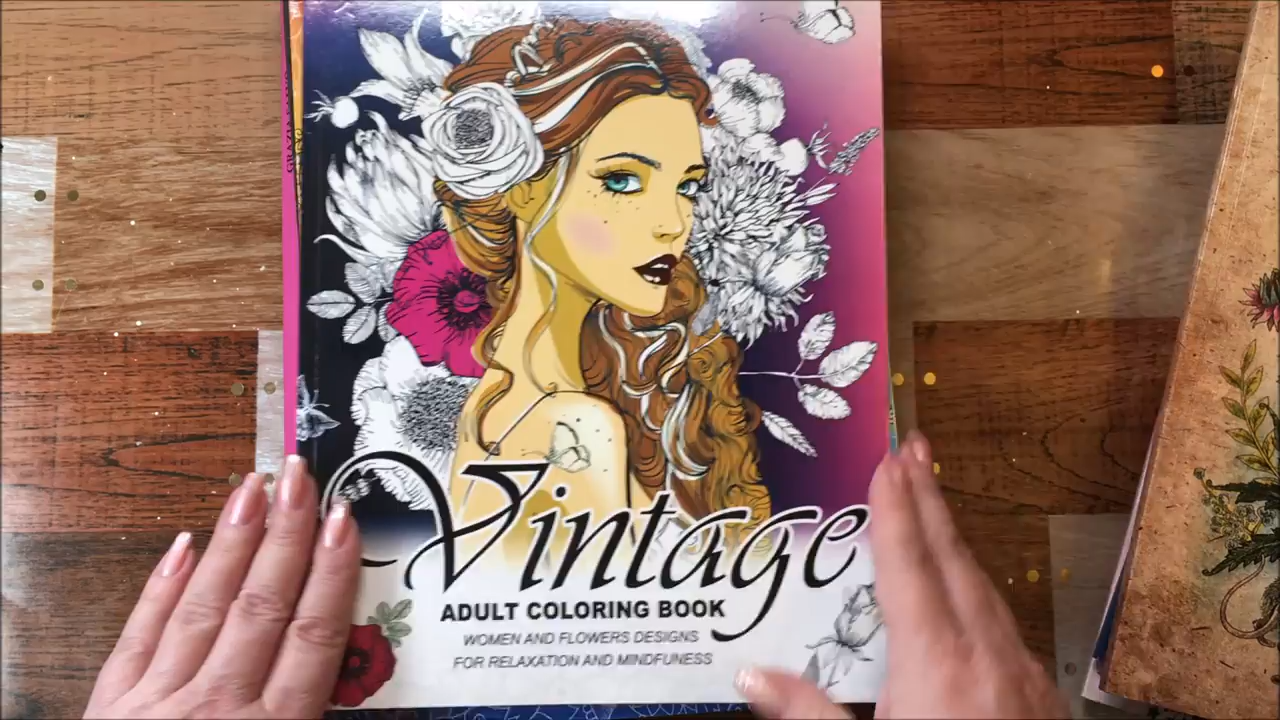 Vintage
ADULT COLORING BOOK
WOMEN AND FLOWERS DESIGNS
FOR RELAXATION AND MINDFUNESS